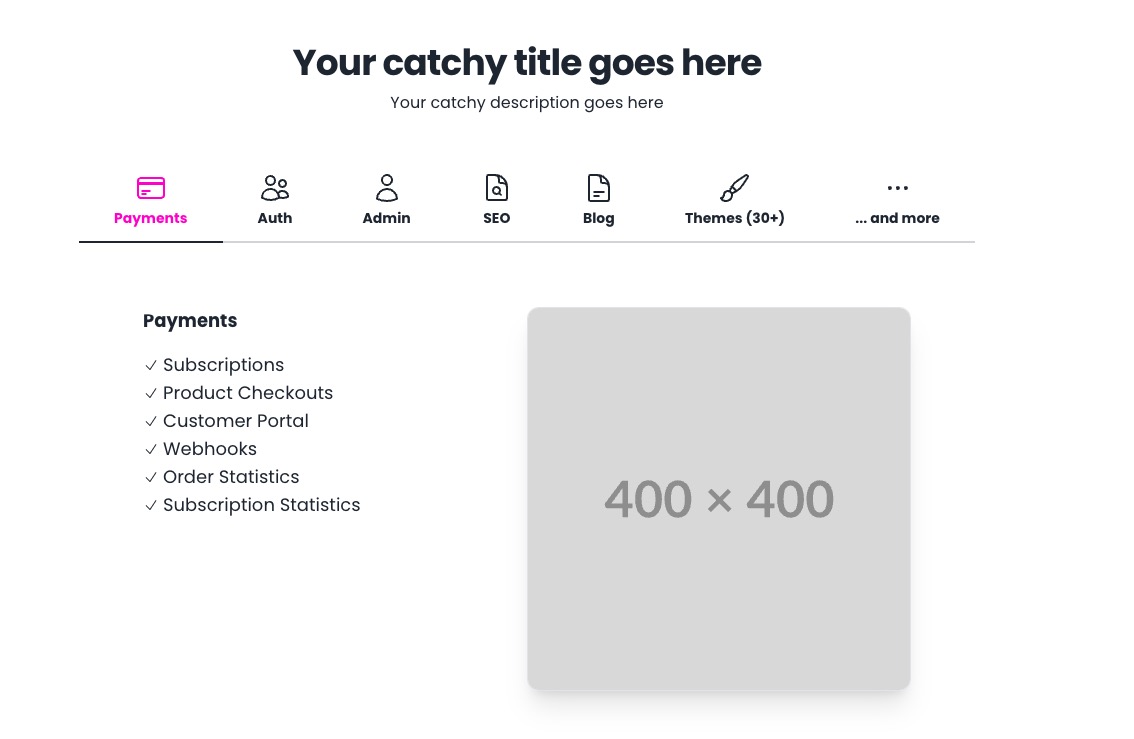 Your catchy title goes here
Your catchy description goes here
Payments
Auth
Admin
SEO
Blog
Themes (30+)
... and more
Payments
Subscriptions
Product Checkouts
Customer Portal
Webhooks
Order Statistics
Subscription Statistics
400 × 400